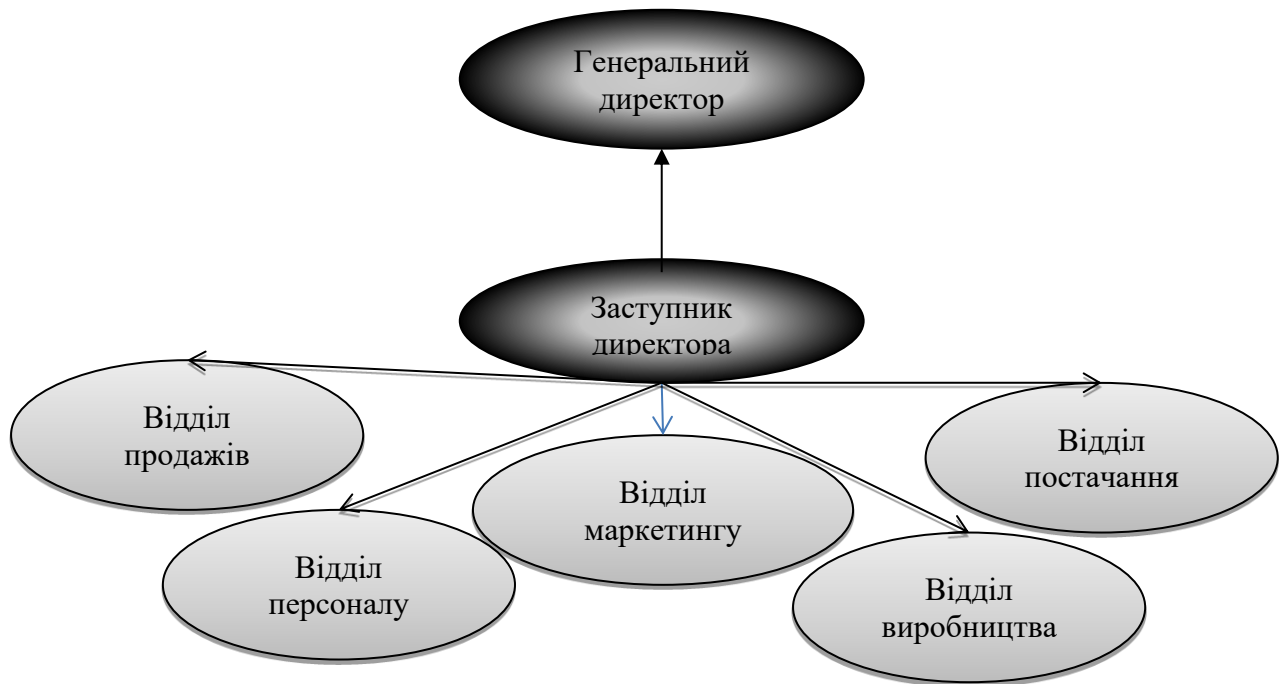 Генеральний
директор
Заступник
директора
Відділ
продажів
Відділ
персоналу
Відділ
маркетингу
Відділ
виробництва
Відділ
постачання